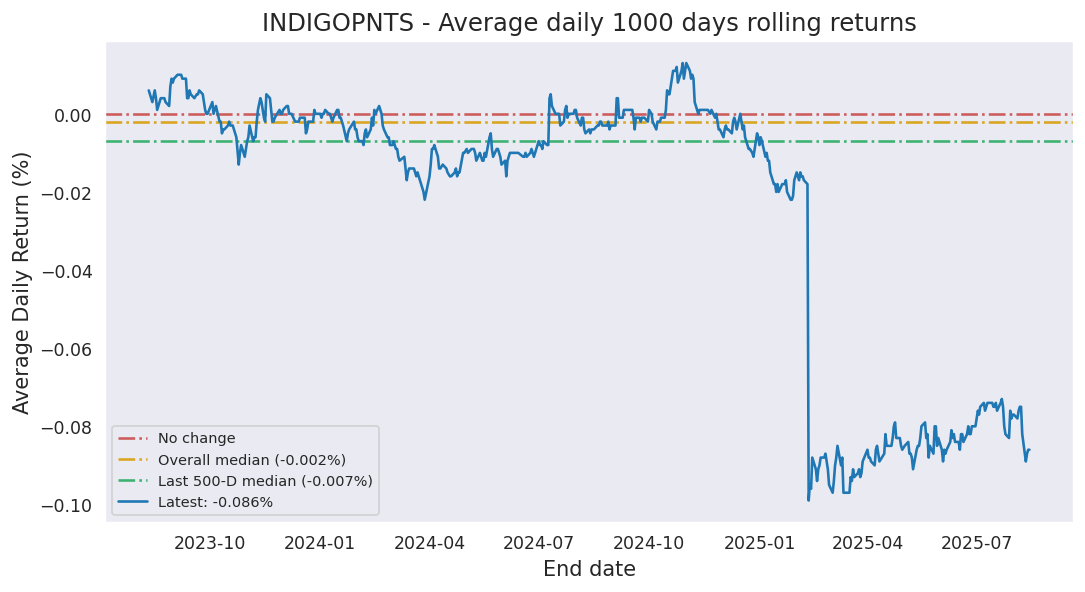 INDIGOPNTS - Average daily 1000 days rolling returns
Average Daily Return (%)
0.00
−0.02
−0.04
−0.06
−0.08
−0.10
No change
Overall median (-0.002%)
Last 500-D median (-0.007%)
Latest: -0.086%
2023-10 2024-01 2024-04 2024-07 2024-10 2025-01 2025-04 2025-07
End date